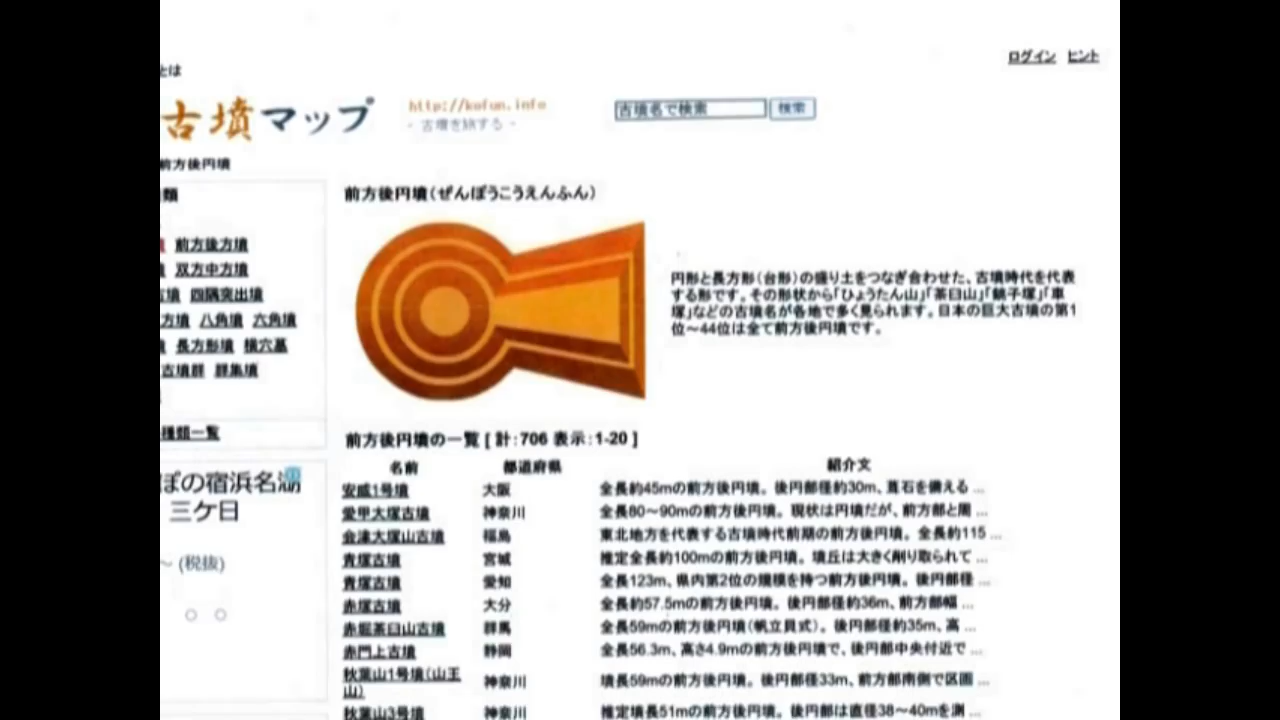 とは
ログイン ヒント
古墳マップ
http://kofun.info
- 古墳を旅する -
古墳名で検索 検索
前方後円墳
類
前方後円墳(ぜんぽうこうえんふん)
前方後方墳
双方中方墳
墳 四隅突出墳
方墳 八角墳 六角墳
長方形墳 横穴墓
古墳群 群集墳
種類一覧
円形と長方形(台形)の盛り土をつなぎ合わせた、古墳時代を代表
する形です。その形状から「ひょうたん山」「茶臼山」「銚子塚」「車
塚」などの古墳名が各地で多く見られます。日本の巨大古墳の第1
位~44位は全て前方後円墳です。
前方後円墳の一覧 [ 計:706 表示:1-20 ]
名前 都道府県 紹介文
安威1号墳 大阪 全長約45mの前方後円墳。後円部径約30m、葺石を備える ...
愛甲大塚古墳 神奈川 全長80~90mの前方後円墳。現状は円墳だが、前方部と周 ...
会津大塚山古墳 福島 東北地方を代表する古墳時代前期の前方後円墳。全長約115 ...
青塚古墳 宮城 推定全長約100mの前方後円墳。墳丘は大きく削り取られて ...
青塚古墳 愛知 全長123m、県内第2位の規模を持つ前方後円墳。後円部径 ...
赤塚古墳 大分 全長約57.5mの前方後円墳。後円部径約36m、前方部幅 ...
赤堀茶臼山古墳 群馬 全長59mの前方後円墳(帆立貝式)。後円部径約35m、高 ...
赤門上古墳 静岡 全長56.3m、高さ4.9mの前方後円墳で、後円部中央付近で ...
秋葉山1号墳(山王
山) 神奈川 墳長59mの前方後円墳。後円部径33m、前方部南側で区画 ...
秋葉山3号墳 神奈川 推定墳長51mの前方後円墳。後円部は直径38~40mを測 ...
ぽの宿浜名湖
三ケ日
~ (税抜)